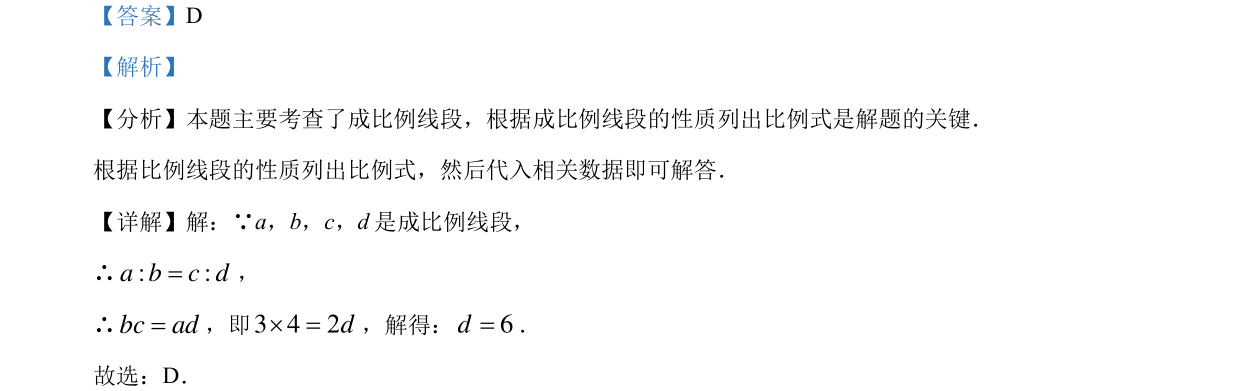 【答案】D
【解析】
【分析】本题主要考查了成比例线段，根据成比例线段的性质列出比例式是解题的关键．
根据比例线段的性质列出比例式，然后代入相关数据即可解答．
【详解】解：∵a，b，c，d 是成比例线段，
∴ a : b = c : d ，
∴ bc = ad ，即 3×4 = 2d ，解得： d = 6 ．
故选：D．